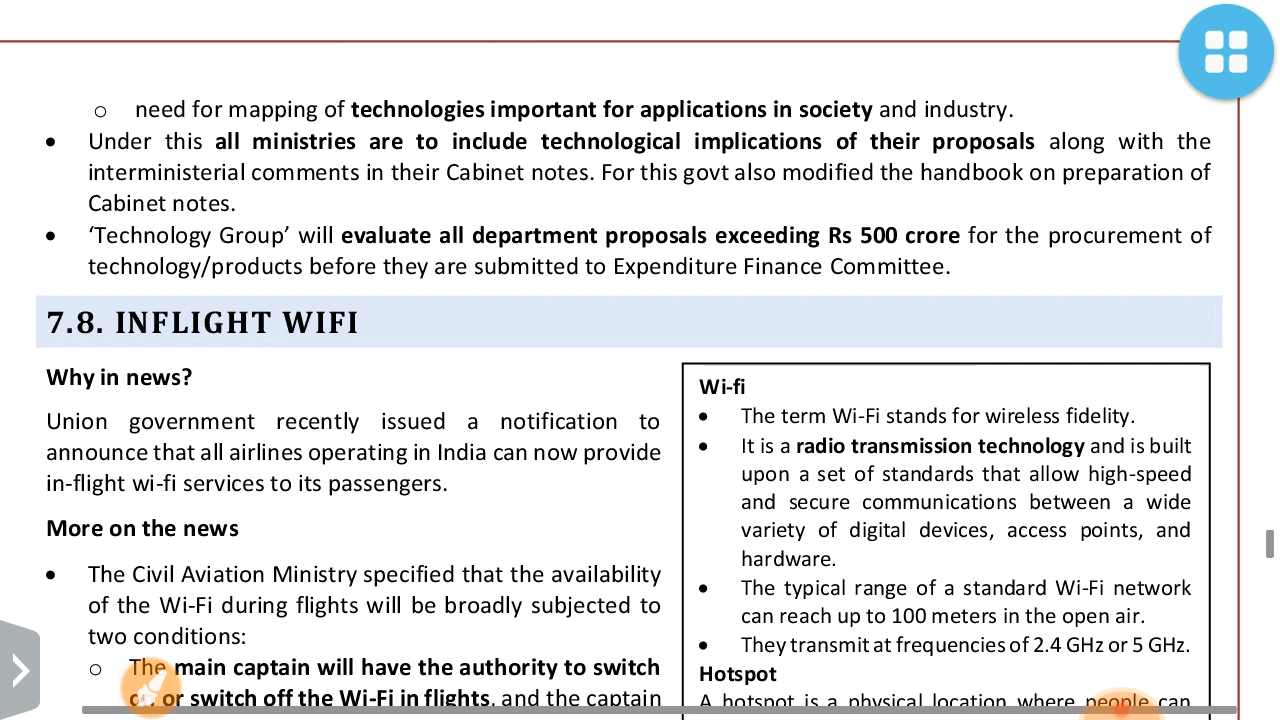 o need for mapping of technologies important for applications in society and industry.
• Under this all ministries are to include technological implications of their proposals along with the
interministerial comments in their Cabinet notes. For this govt also modified the handbook on preparation of
Cabinet notes.
• ‘Technology Group’ will evaluate all department proposals exceeding Rs 500 crore for the procurement of
technology/products before they are submitted to Expenditure Finance Committee.
7.8. INFLIGHT WIFI
Why in news?
Union government recently issued a notification to
announce that all airlines operating in India can now provide
in-flight wi-fi services to its passengers.
More on the news
• The Civil Aviation Ministry specified that the availability
of the Wi-Fi during flights will be broadly subjected to
two conditions:
o The main captain will have the authority to switch
or switch off the Wi-Fi in flights, and the captain
Wi-fi
• The term Wi-Fi stands for wireless fidelity.
• It is a radio transmission technology and is built
upon a set of standards that allow high-speed
and secure communications between a wide
variety of digital devices, access points, and
hardware.
• The typical range of a standard Wi-Fi network
can reach up to 100 meters in the open air.
• They transmit at frequencies of 2.4 GHz or 5 GHz.
Hotspot
A hotspot is a physical location where people can